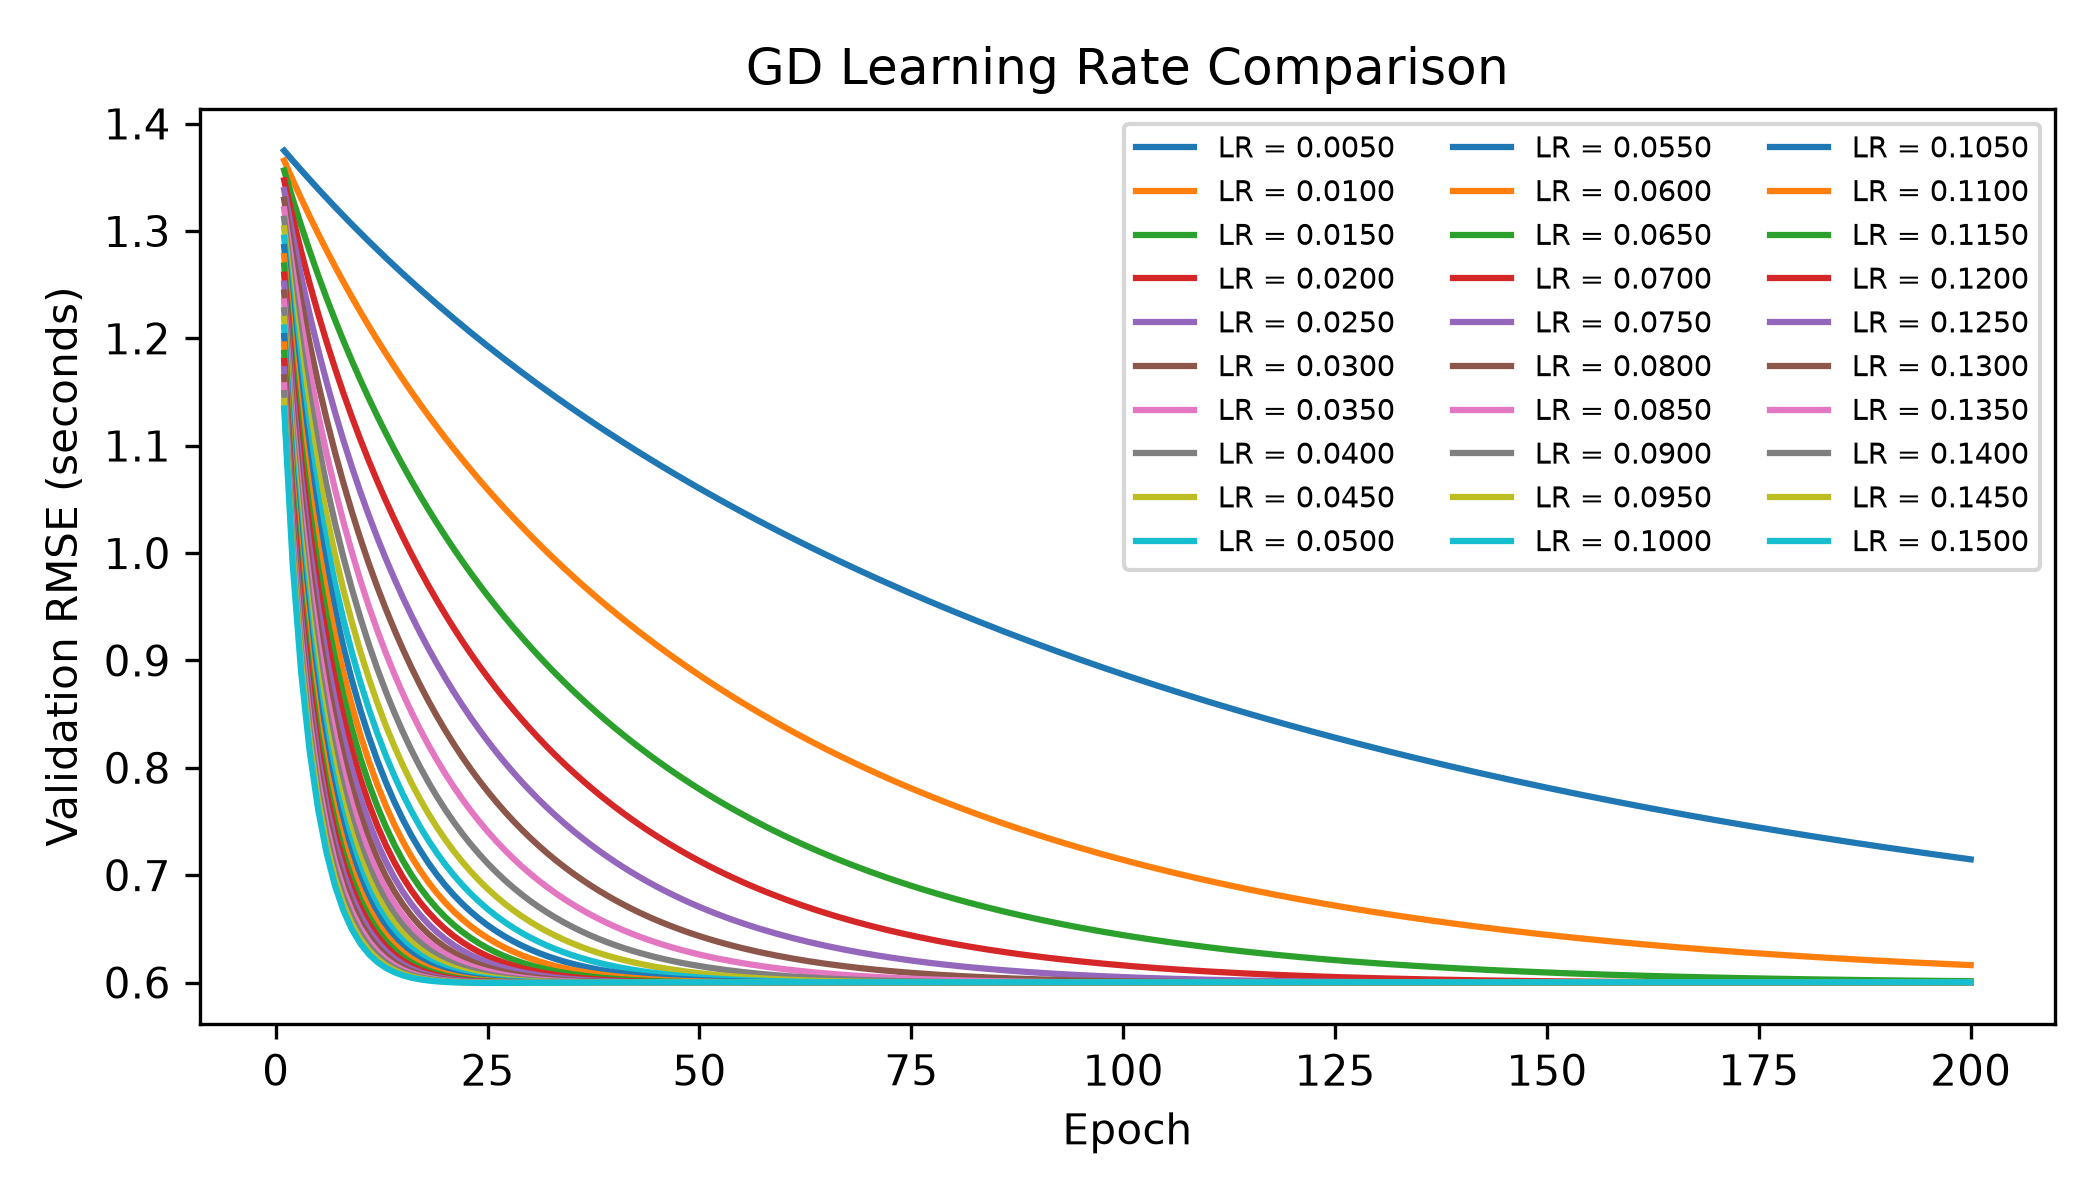 GD Learning Rate Comparison
Validation RMSE (seconds)
1.4
1.3
1.2
1.1
1.0
0.9
0.8
0.7
0.6
LR = 0.0050
LR = 0.0100
LR = 0.0150
LR = 0.0200
LR = 0.0250
LR = 0.0300
LR = 0.0350
LR = 0.0400
LR = 0.0450
LR = 0.0500
LR = 0.0550
LR = 0.0600
LR = 0.0650
LR = 0.0700
LR = 0.0750
LR = 0.0800
LR = 0.0850
LR = 0.0900
LR = 0.0950
LR = 0.1000
LR = 0.1050
LR = 0.1100
LR = 0.1150
LR = 0.1200
LR = 0.1250
LR = 0.1300
LR = 0.1350
LR = 0.1400
LR = 0.1450
LR = 0.1500
0 25 50 75 100 125 150 175 200
Epoch